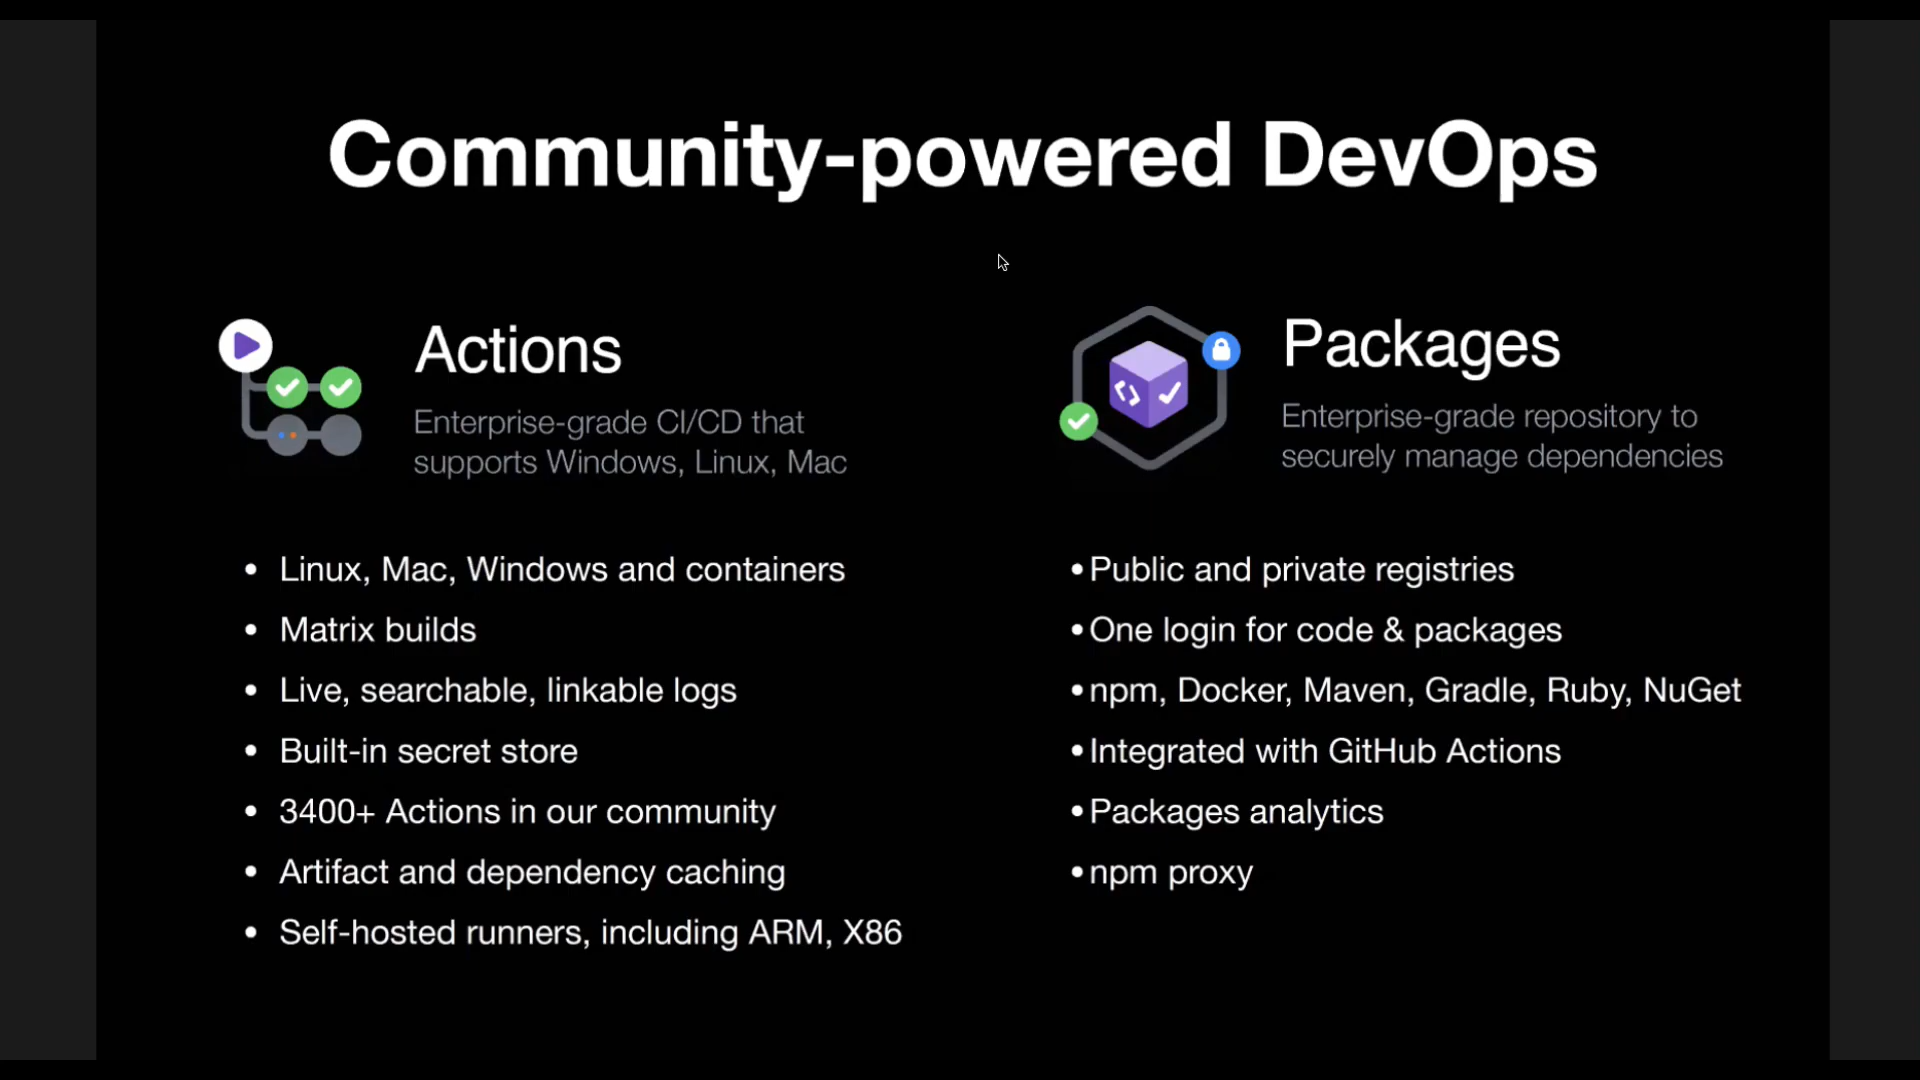 Community-powered DevOps
Actions
Enterprise-grade CI/CD that
supports Windows, Linux, Mac
• Linux, Mac, Windows and containers
• Matrix builds
• Live, searchable, linkable logs
• Built-in secret store
• 3400+ Actions in our community
• Artifact and dependency caching
• Self-hosted runners, including ARM, X86
Packages
Enterprise-grade repository to
securely manage dependencies
• Public and private registries
• One login for code & packages
• npm, Docker, Maven, Gradle, Ruby, NuGet
• Integrated with GitHub Actions
• Packages analytics
• npm proxy